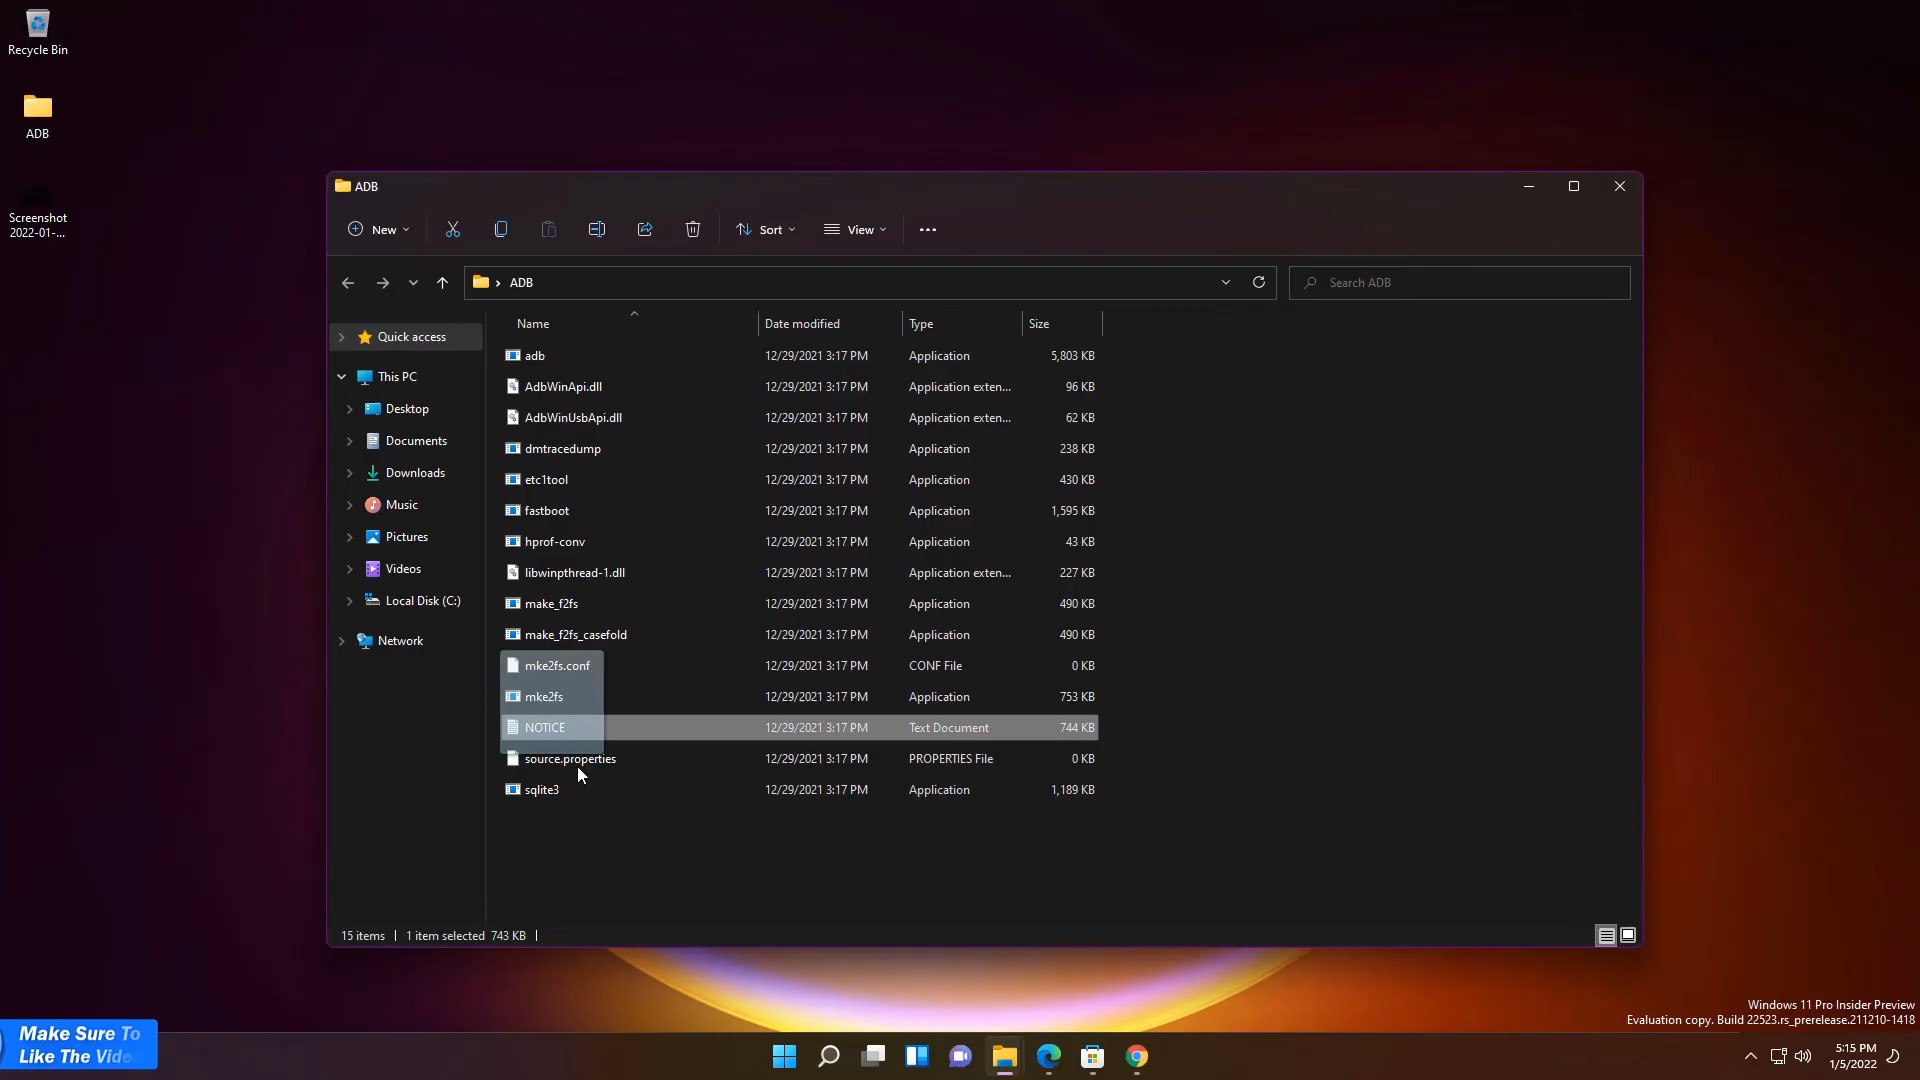 Recycle Bin
ADB
Screenshot
2022-01-...
ADB
New
Sort
View
ADB
Search ADB
Quick access
This PC
Desktop
Documents
Downloads
Music
Pictures
Videos
Local Disk (C:)
Network
Name Date modified Type Size
adb 12/29/2021 3:17 PM Application 5,803 KB
AdbWinApi.dll 12/29/2021 3:17 PM Application exten... 96 KB
AdbWinUsbApi.dll 12/29/2021 3:17 PM Application exten... 62 KB
dmtracedump 12/29/2021 3:17 PM Application 238 KB
etc1tool 12/29/2021 3:17 PM Application 430 KB
fastboot 12/29/2021 3:17 PM Application 1,595 KB
hprof-conv 12/29/2021 3:17 PM Application 43 KB
libwinpthread-1.dll 12/29/2021 3:17 PM Application exten... 227 KB
make_f2fs 12/29/2021 3:17 PM Application 490 KB
make_f2fs_casefold 12/29/2021 3:17 PM Application 490 KB
mke2fs.conf 12/29/2021 3:17 PM CONF File 0 KB
mke2fs 12/29/2021 3:17 PM Application 753 KB
NOTICE 12/29/2021 3:17 PM Text Document 744 KB
source.properties 12/29/2021 3:17 PM PROPERTIES File 0 KB
sqlite3 12/29/2021 3:17 PM Application 1,189 KB
15 items 1 item selected 743 KB
Windows 11 Pro Insider Preview
Evaluation copy. Build 22523.rs_prerelease.211210-1418
Make Sure To
Like The Vide
5:15 PM
1/5/2022